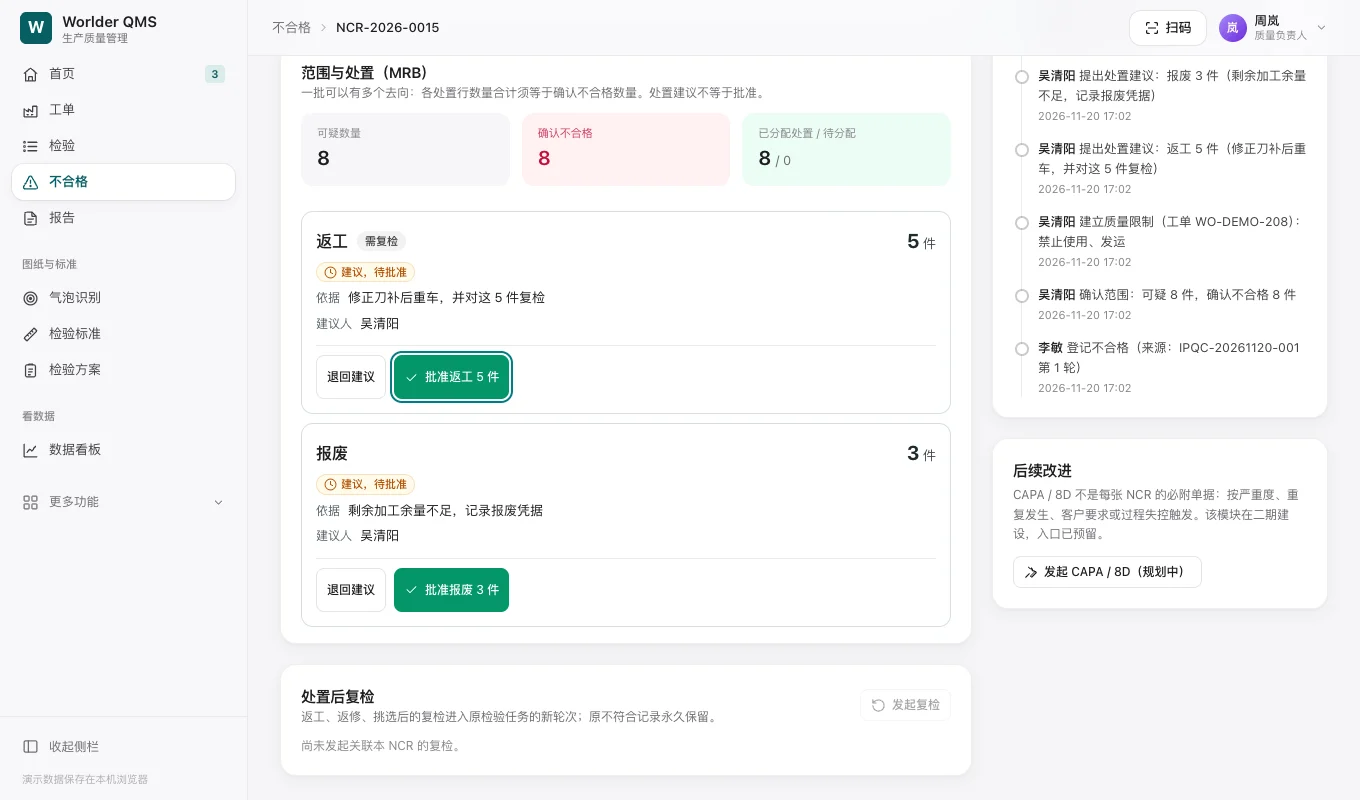 W
Worlder QMS
生产质量管理
首页
3
工单
检验
不合格
报告
图纸与标准
气泡识别
检验标准
检验方案
看数据
数据看板
更多功能
收起侧栏
演示数据保存在本机浏览器
不合格
NCR-2026-0015
扫码
岚
周岚
质量负责人
范围与处置（MRB）
一批可以有多个去向：各处置行数量合计须等于确认不合格数量。处置建议不等于批准。
可疑数量
8
确认不合格
8
已分配处置 / 待分配
8 / 0
返工
需复检
5 件
建议，待批准
依据 修正刀补后重车，并对这 5 件复检
建议人 吴清阳
退回建议
批准返工 5 件
报废
3 件
建议，待批准
依据 剩余加工余量不足，记录报废凭据
建议人 吴清阳
退回建议
批准报废 3 件
处置后复检
返工、返修、挑选后的复检进入原检验任务的新轮次；原不符合记录永久保留。
发起复检
尚未发起关联本 NCR 的复检。
吴清阳 提出处置建议：报废 3 件（剩余加工余量
不足，记录报废凭据）
2026-11-20 17:02
吴清阳 提出处置建议：返工 5 件（修正刀补后重
车，并对这 5 件复检）
2026-11-20 17:02
吴清阳 建立质量限制（工单 WO-DEMO-208）：
禁止使用、发运
2026-11-20 17:02
吴清阳 确认范围：可疑 8 件，确认不合格 8 件
2026-11-20 17:02
李敏 登记不合格（来源：IPQC-20261120-001
第 1 轮）
2026-11-20 17:02
后续改进
CAPA / 8D 不是每张 NCR 的必附单据：按严重度、重
复发生、客户要求或过程失控触发。该模块在二期建
设，入口已预留。
发起 CAPA / 8D（规划中）